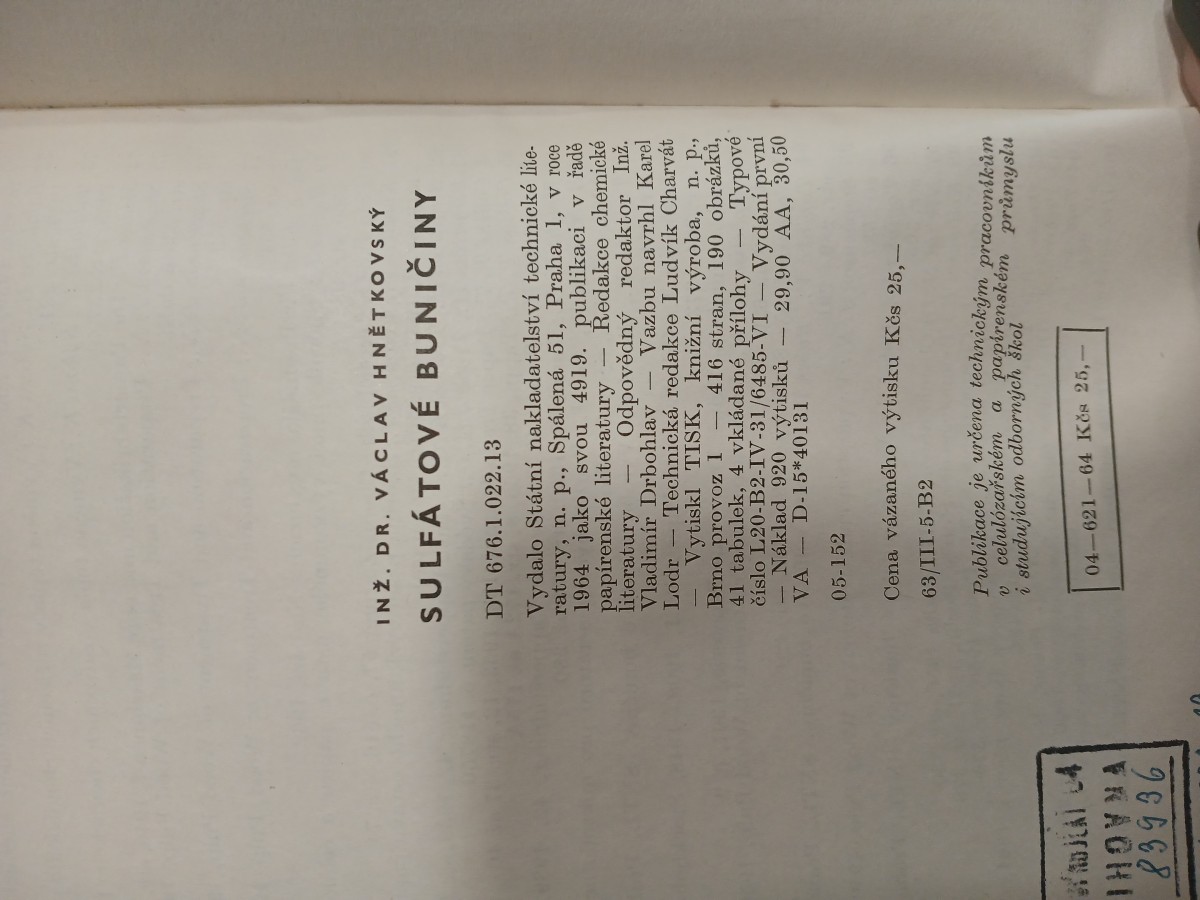 INŽ. DR. VÁCLAV HNĚTKOVSKÝ
SULFÁTOVÉ BUNIČINY
DT 676.1.022.13
Vydalo Státní nakladatelství technické lite-
ratury, n. p., Spálená 51, Praha 1, v roce
1964 jako svou 4919. publikaci v řadě
papírenské literatury — Redakce chemické
literatury — Odpovědný redaktor Inž.
Vladimír Drbohlav — Vazbu navrhl Karel
Lodr — Technická redakce Ludvík Charvát
— Vytiskl TISK, knižní výroba, n. p.,
Brno provoz 1 — 416 stran, 190 obrázků,
41 tabulek, 4 vkládané přílohy — Typové
číslo L20-B2-IV-31/6485-VI — Vydání první
— Náklad 920 výtisků — 29,90 AA, 30,50
VA — D-15*40131
05-152
Cena vázaného výtisku Kčs 25,—
63/III-5-B2
Publikace je určena technickým pracovníkům
v celulózařském a papírenském průmyslu
i studujícím odborných škol
04—621—64 Kčs 25,—
83936